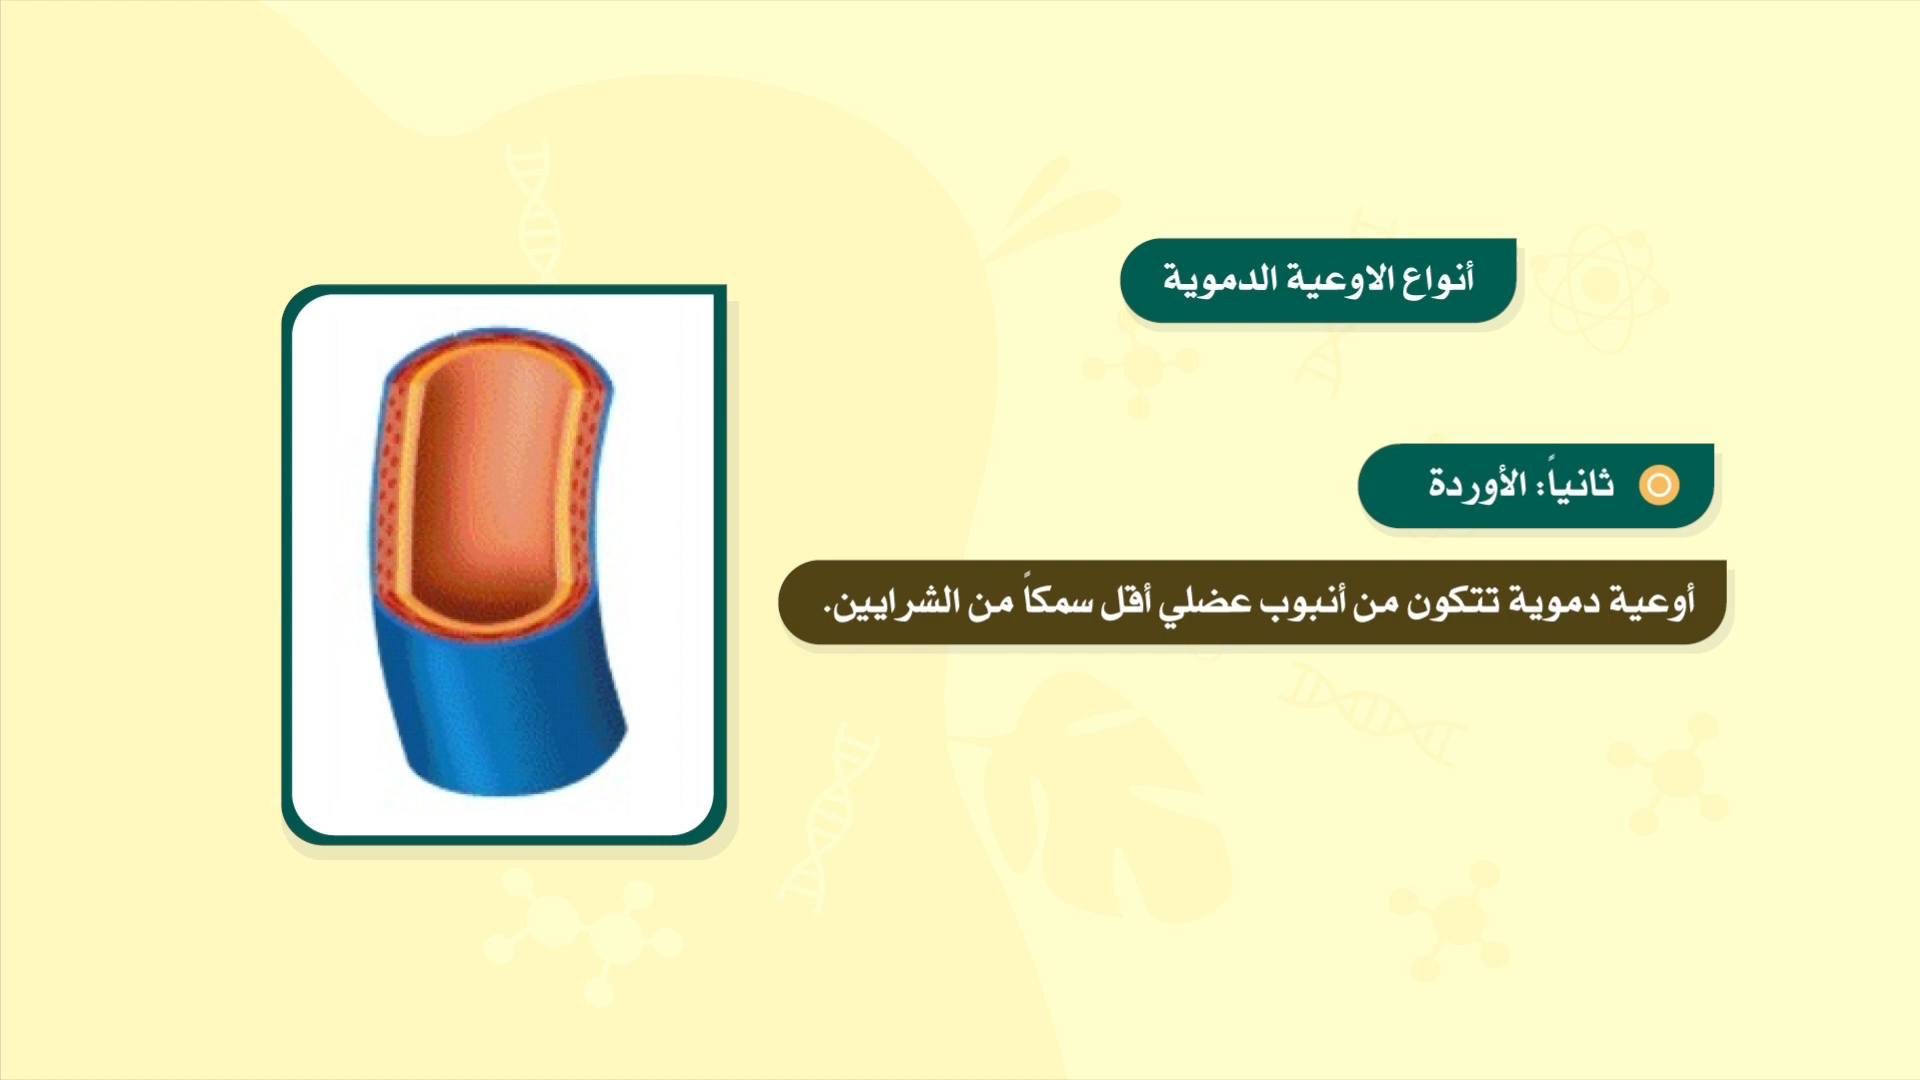 أنواع الاوعية الدموية
ثانياً: الأوردة
أوعية دموية تتكون من أنبوب عضلي أقل سمكاً من الشرايين.